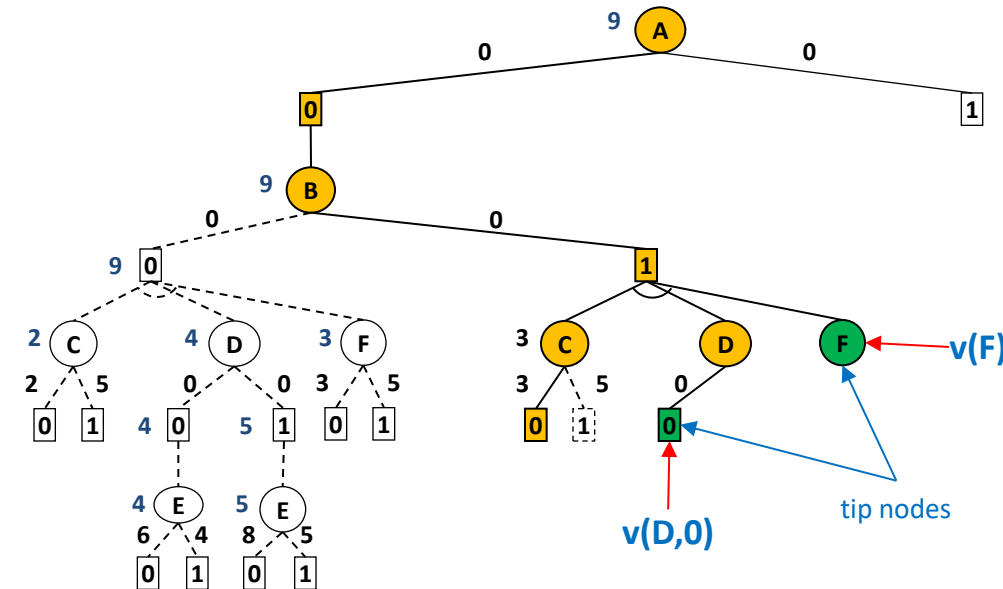 9 A
0 0
0 1
9 B
0 0
9 0 1
2 C 4 D 3 F 3 C D F v(F)
2 5 0 0 3 5 3 5 0
0 1 4 0 5 1 0 1 0 1 0
4 E 5 E tip nodes
6 4 8 5 v(D,0)
0 1 0 1